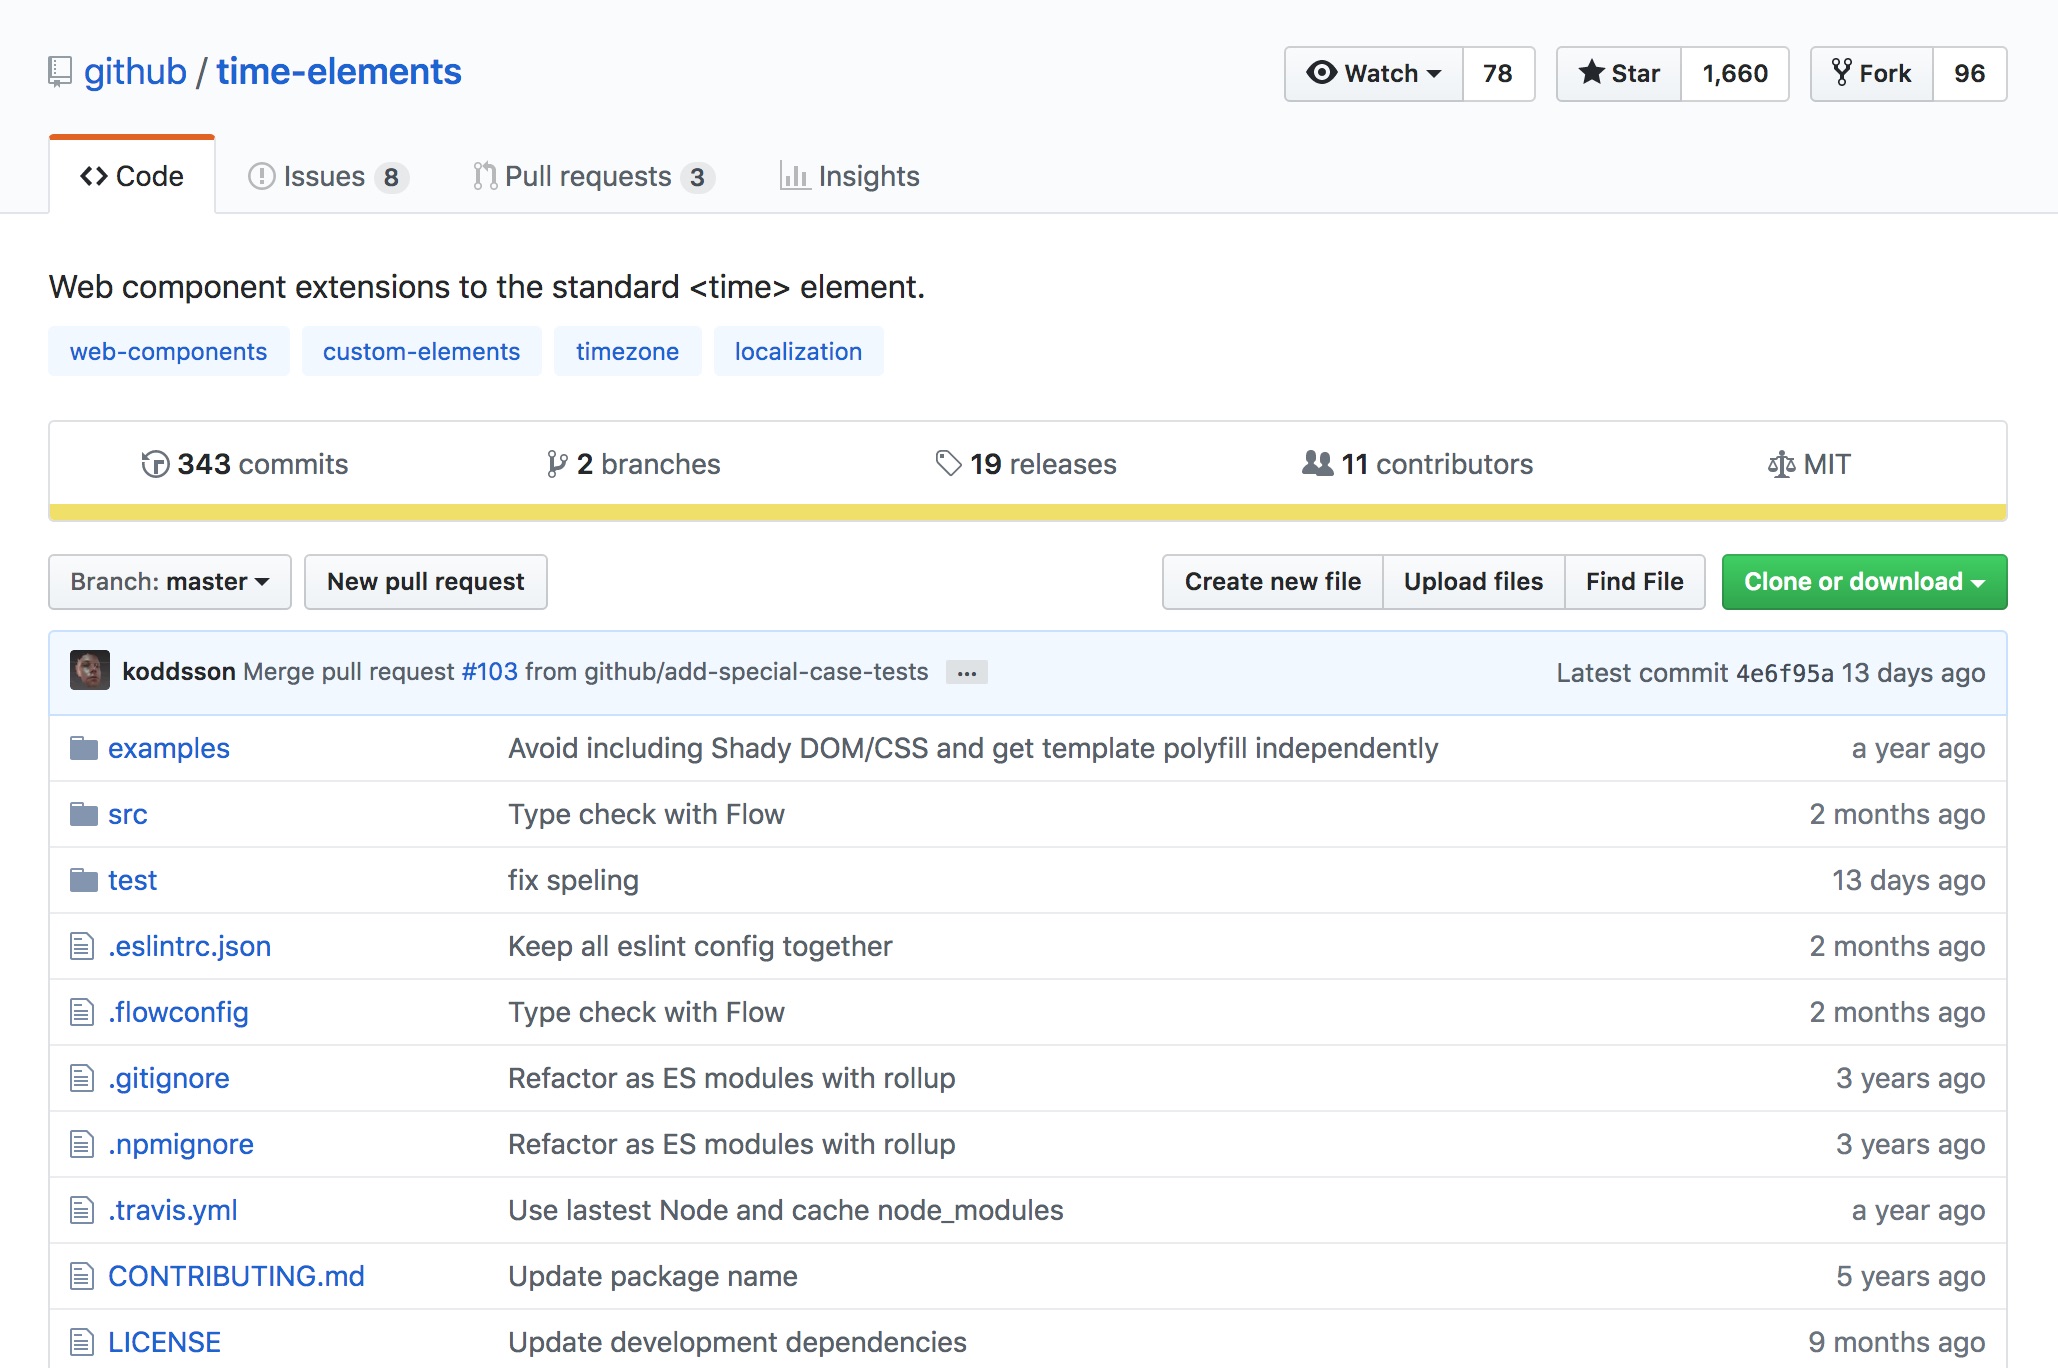 github / time-elements
Watch 78 Star 1,660 Fork 96
Code Issues 8 Pull requests 3 Insights
Web component extensions to the standard <time> element.
web-components custom-elements timezone localization
343 commits 2 branches 19 releases 11 contributors MIT
Branch: master New pull request Create new file Upload files Find File Clone or download
koddsson Merge pull request #103 from github/add-special-case-tests ... Latest commit 4e6f95a 13 days ago
examples Avoid including Shady DOM/CSS and get template polyfill independently a year ago
src Type check with Flow 2 months ago
test fix speling 13 days ago
.eslintrc.json Keep all eslint config together 2 months ago
.flowconfig Type check with Flow 2 months ago
.gitignore Refactor as ES modules with rollup 3 years ago
.npmignore Refactor as ES modules with rollup 3 years ago
.travis.yml Use lastest Node and cache node_modules a year ago
CONTRIBUTING.md Update package name 5 years ago
LICENSE Update development dependencies 9 months ago